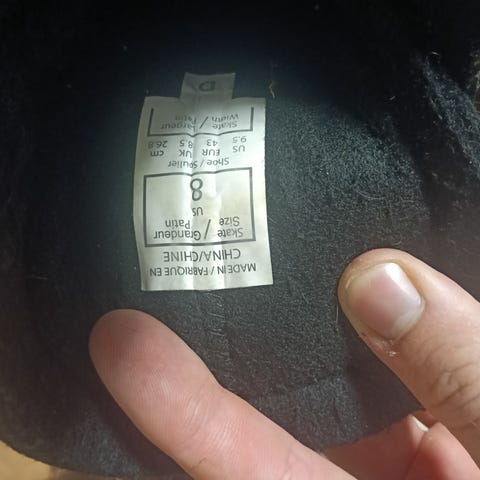 MADE IN / FABRIQUE EN
CHINA/CHINE
Skate / Grandeur
Size / Patin
US
8
Shoe / Soulier
US EUR UK cm
9.5 43 8.5 26.8
Skate / Largeur
Width / Patin
D